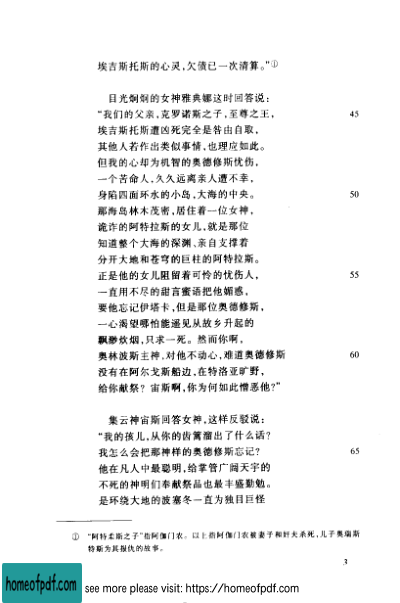 埃吉斯托斯的心灵,欠债已一次清算。"①
目光炯炯的女神雅典娜这时回答说:
"我们的父亲,克罗诺斯之子,至尊之王, 45
埃吉斯托斯遭凶死完全是咎由自取,
其他人若作出类似事情,也理应如此。
但我的心却为机智的奥德修斯忧伤,
一个苦命人,久久远离亲人遭不幸,
身陷四面环水的小岛,大海的中央。 50
那海岛林木茂密,居住着一位女神,
诡诈的阿特拉斯的女儿,就是那位
知道整个大海的深渊、亲自支撑着
分开大地和苍穹的巨柱的阿特拉斯。
正是他的女儿阻留着可怜的忧伤人, 55
一直用不尽的甜言蜜语把他媚惑,
要他忘记伊塔卡,但是那位奥德修斯,
一心渴望哪怕能遥见从故乡升起的
飘渺炊烟,只求一死。然而你啊,
奥林波斯主神,对他不动心,难道奥德修斯 60
没有在阿尔戈斯船边,在特洛亚旷野,
给你献祭?宙斯啊,你为何如此憎恶他?"
集云神宙斯回答女神,这样反驳说:
"我的孩儿,从你的齿篱溜出了什么话?
我怎么会把那神样的奥德修斯忘记? 65
他在凡人中最聪明,给掌管广阔天宇的
不死的神明们奉献祭品也最丰盛勤勉。
是环绕大地的波塞冬一直为独目巨怪
① "阿特柔斯之子"指阿伽门农。以上指阿伽门农被妻子和奸夫杀死,儿子奥瑞斯
特斯为其报仇的故事。
3
homeofpdf.com
see more please visit: https://homeofpdf.com